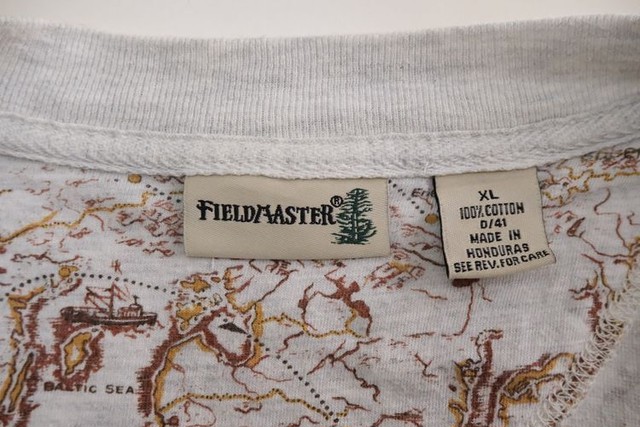 FIELDMASTER®
XL
100% COTTON
D/41
MADE IN
HONDURAS
SEE REV. FOR CARE
BALTIC SEA